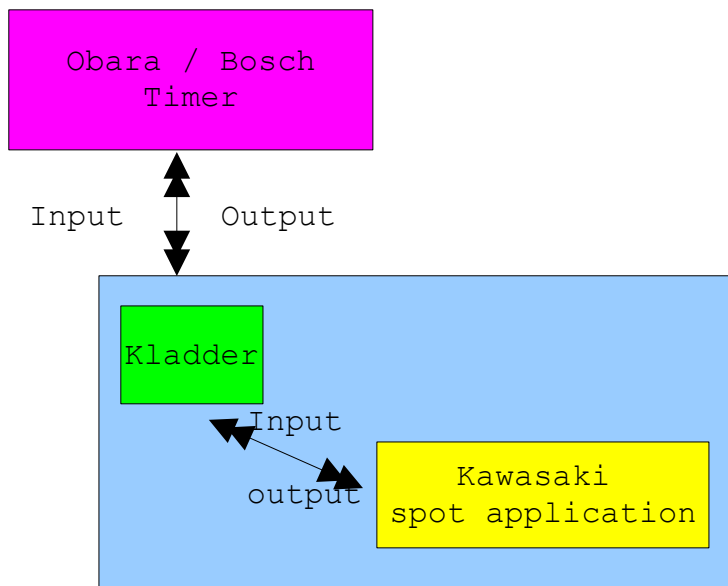 Obara / Bosch
Timer
Input
Output
Kladder
Input
output
Kawasaki
spot application